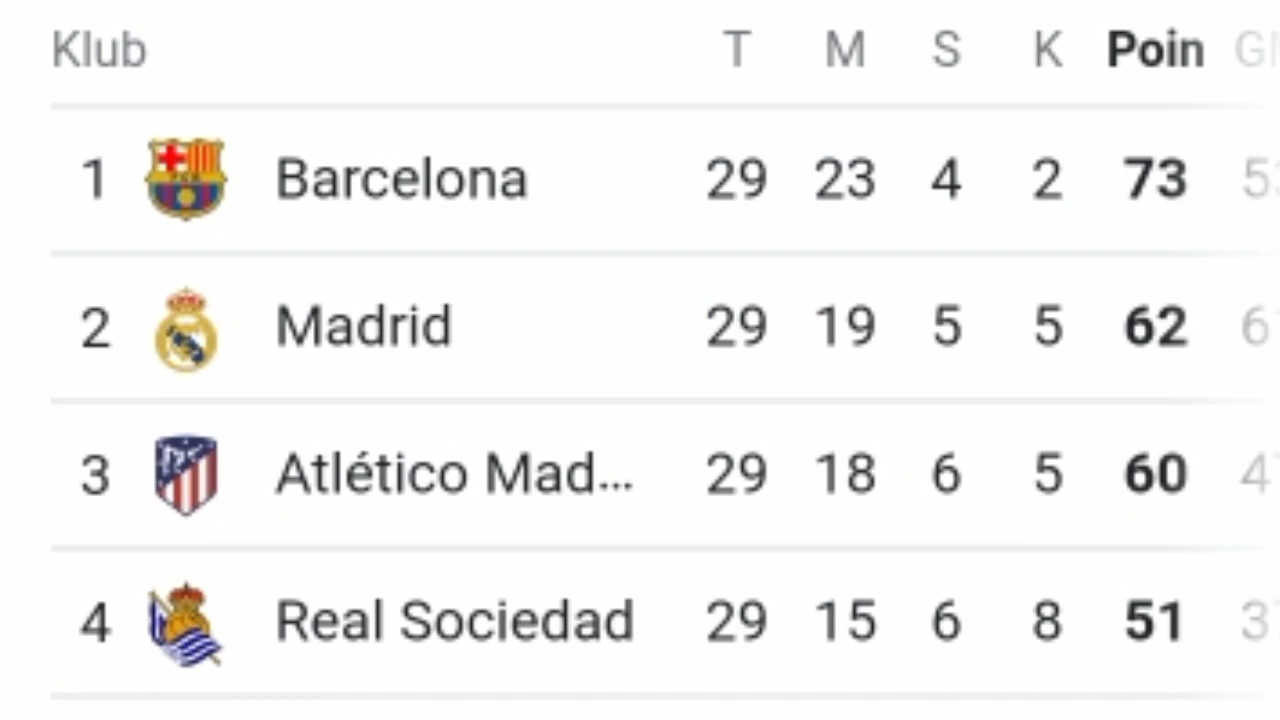 Klub T M S K Poin
1 Barcelona 29 23 4 2 73
2 Madrid 29 19 5 5 62
3 Atlético Mad... 29 18 6 5 60
4 Real Sociedad 29 15 6 8 51